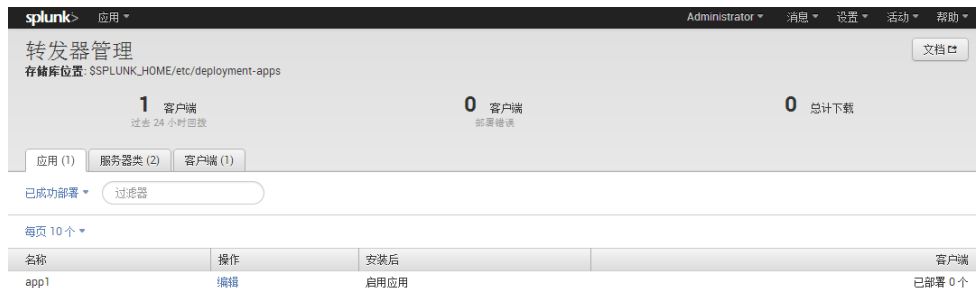 splunk> 应用 Administrator 消息 设置 活动 帮助
转发器管理 文档
存储库位置: $SPLUNK_HOME/etc/deployment-apps
1 客户端 0 客户端 0 总计下载
过去 24 小时回拨 部署错误
应用 (1) 服务器类 (2) 客户端 (1)
已成功部署 过滤器
每页 10 个
名称 操作 安装后 客户端
app1 编辑 启用应用 已部署 0 个